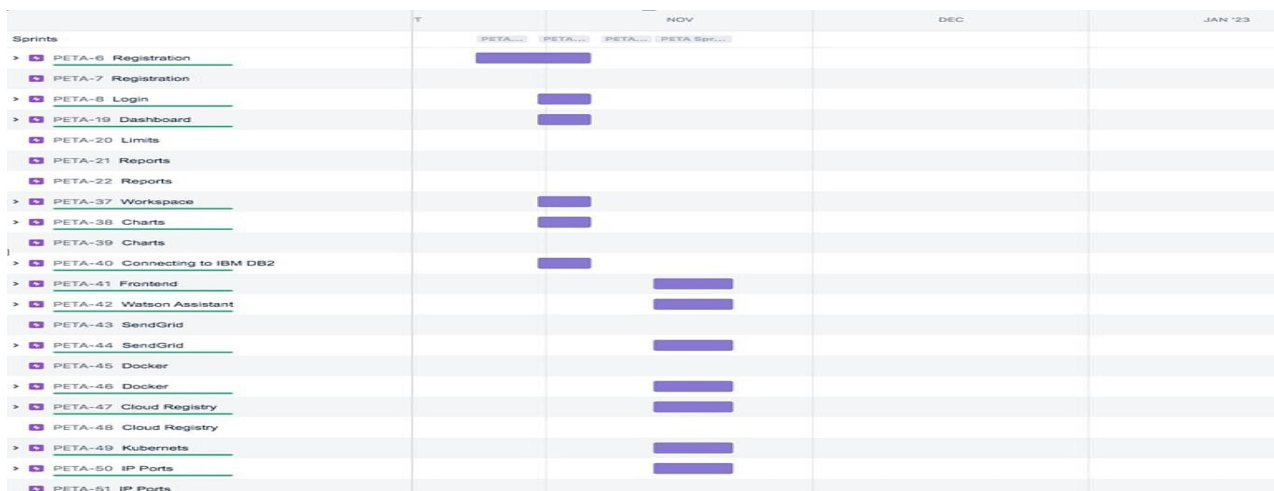 T NOV DEC JAN '23
Sprints PETA... PETA... PETA... PETA Spr...
PETA-6 Registration
PETA-7 Registration
PETA-8 Login
PETA-19 Dashboard
PETA-20 Limits
PETA-21 Reports
PETA-22 Reports
PETA-37 Workspace
PETA-38 Charts
PETA-39 Charts
PETA-40 Connecting to IBM DB2
PETA-41 Frontend
PETA-42 Watson Assistant
PETA-43 SendGrid
PETA-44 SendGrid
PETA-45 Docker
PETA-46 Docker
PETA-47 Cloud Registry
PETA-48 Cloud Registry
PETA-49 Kubernets
PETA-50 IP Ports
PETA-51 IP Ports